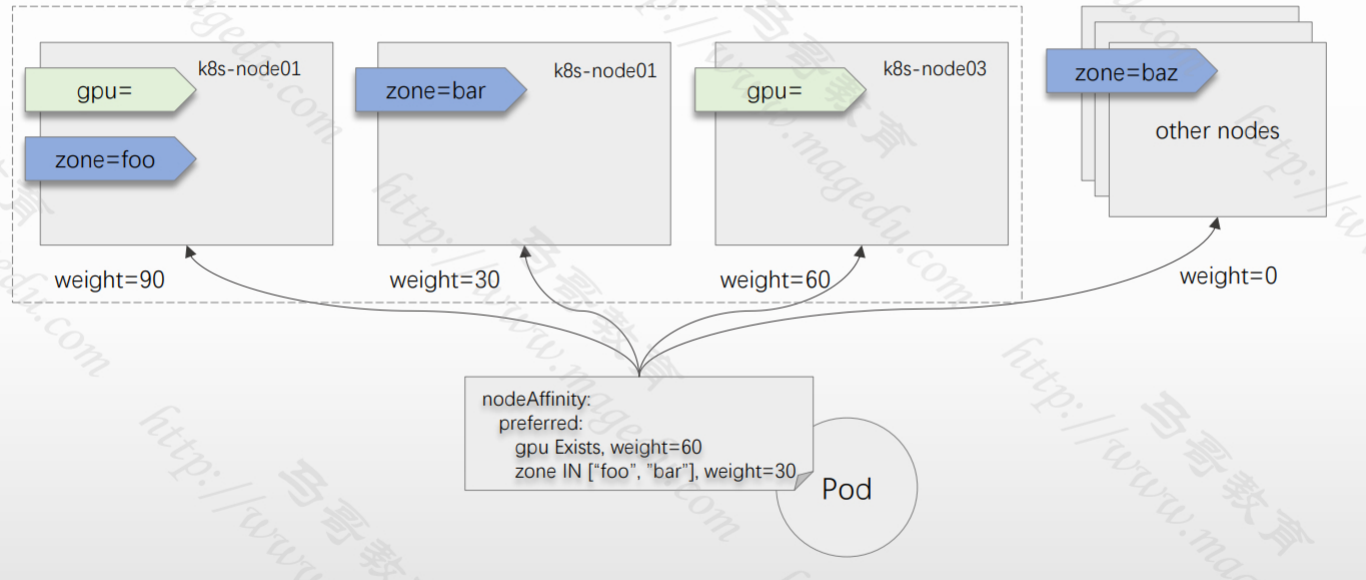 gpu=
k8s-node01
zone=foo
weight=90
zone=bar
k8s-node01
weight=30
gpu=
k8s-node03
weight=60
zone=baz
other nodes
weight=0
nodeAffinity:
preferred:
gpu Exists, weight=60
zone IN [“foo”, ”bar”], weight=30
Pod
马哥教育
http://www.magedu.com